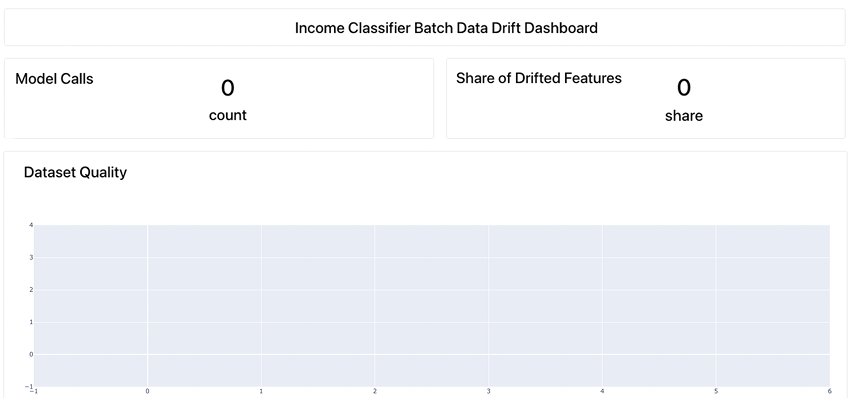 Income Classifier Batch Data Drift Dashboard
Model Calls
0
count
Share of Drifted Features
0
share
Dataset Quality
4
3
2
1
0
−1
−1 0 1 2 3 4 5 6